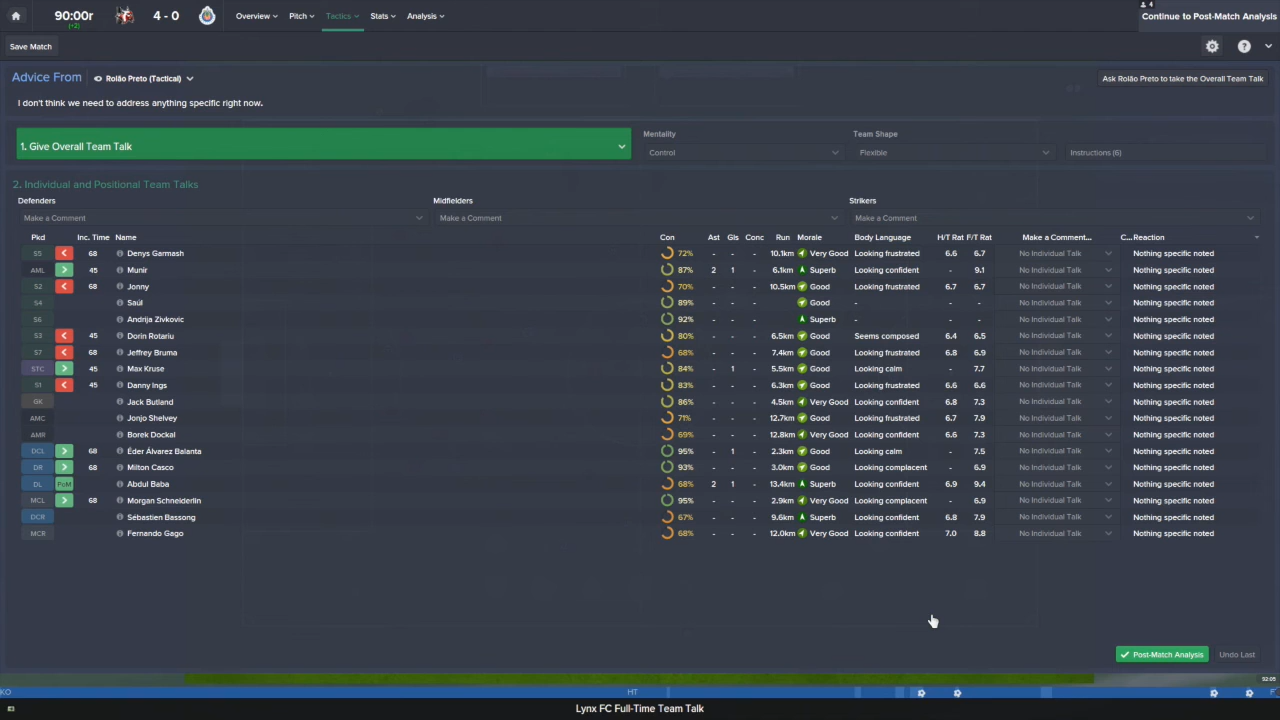 90:00r 4 - 0 Overview Pitch Tactics Stats Analysis 4 Continue to Post-Match Analysis
(+2)
Save Match
Advice From Rolão Preto (Tactical) Ask Rolão Preto to take the Overall Team Talk
I don't think we need to address anything specific right now.
Mentality Team Shape
1. Give Overall Team Talk Control Flexible Instructions (6)
2. Individual and Positional Team Talks
Defenders Midfielders Strikers
Make a Comment Make a Comment Make a Comment
Pkd Inc. Time Name Con Ast Gls Conc Run Morale Body Language H/T Rat F/T Rat Make a Comment... C... Reaction
S5 68 Denys Garmash 72% - - - 10.1km Very Good Looking frustrated 6.6 6.7 No Individual Talk Nothing specific noted
AML 45 Munir 87% 2 1 - 6.1km Superb Looking confident - 9.1 No Individual Talk Nothing specific noted
S2 68 Jonny 70% - - - 10.5km Good Looking frustrated 6.7 6.7 No Individual Talk Nothing specific noted
S4 Saúl 89% Good - No Individual Talk Nothing specific noted
S6 Andrija Zivkovic 92% Superb - No Individual Talk Nothing specific noted
S3 45 Dorin Rotariu 80% - - - 6.5km Good Seems composed 6.4 6.5 No Individual Talk Nothing specific noted
S7 68 Jeffrey Bruma 68% - - - 7.4km Good Looking frustrated 6.8 6.9 No Individual Talk Nothing specific noted
STC 45 Max Kruse 84% - 1 - 5.5km Good Looking calm - 7.7 No Individual Talk Nothing specific noted
S1 45 Danny Ings 83% - - - 6.3km Good Looking frustrated 6.6 6.6 No Individual Talk Nothing specific noted
GK Jack Butland 86% - - - 4.5km Very Good Looking confident 6.8 7.3 No Individual Talk Nothing specific noted
AMC Jonjo Shelvey 71% - - - 12.7km Good Looking frustrated 6.7 7.9 No Individual Talk Nothing specific noted
AMR Borek Dockal 69% - - - 12.8km Very Good Looking confident 6.6 7.3 No Individual Talk Nothing specific noted
DCL 68 Éder Álvarez Balanta 95% - 1 - 2.3km Good Looking calm - 7.5 No Individual Talk Nothing specific noted
DR 68 Milton Casco 93% - - - 3.0km Good Looking complacent - 6.9 No Individual Talk Nothing specific noted
DL PoM Abdul Baba 68% 2 1 - 13.4km Superb Looking confident 6.9 9.4 No Individual Talk Nothing specific noted
MCL 68 Morgan Schneiderlin 95% - - - 2.9km Very Good Looking complacent - 6.9 No Individual Talk Nothing specific noted
DCR Sébastien Bassong 67% - - - 9.6km Superb Looking confident 6.8 7.9 No Individual Talk Nothing specific noted
MCR Fernando Gago 68% - - - 12.0km Very Good Looking confident 7.0 8.8 No Individual Talk Nothing specific noted
Post-Match Analysis Undo Last
52:05
KO HT F
Lynx FC Full-Time Team Talk